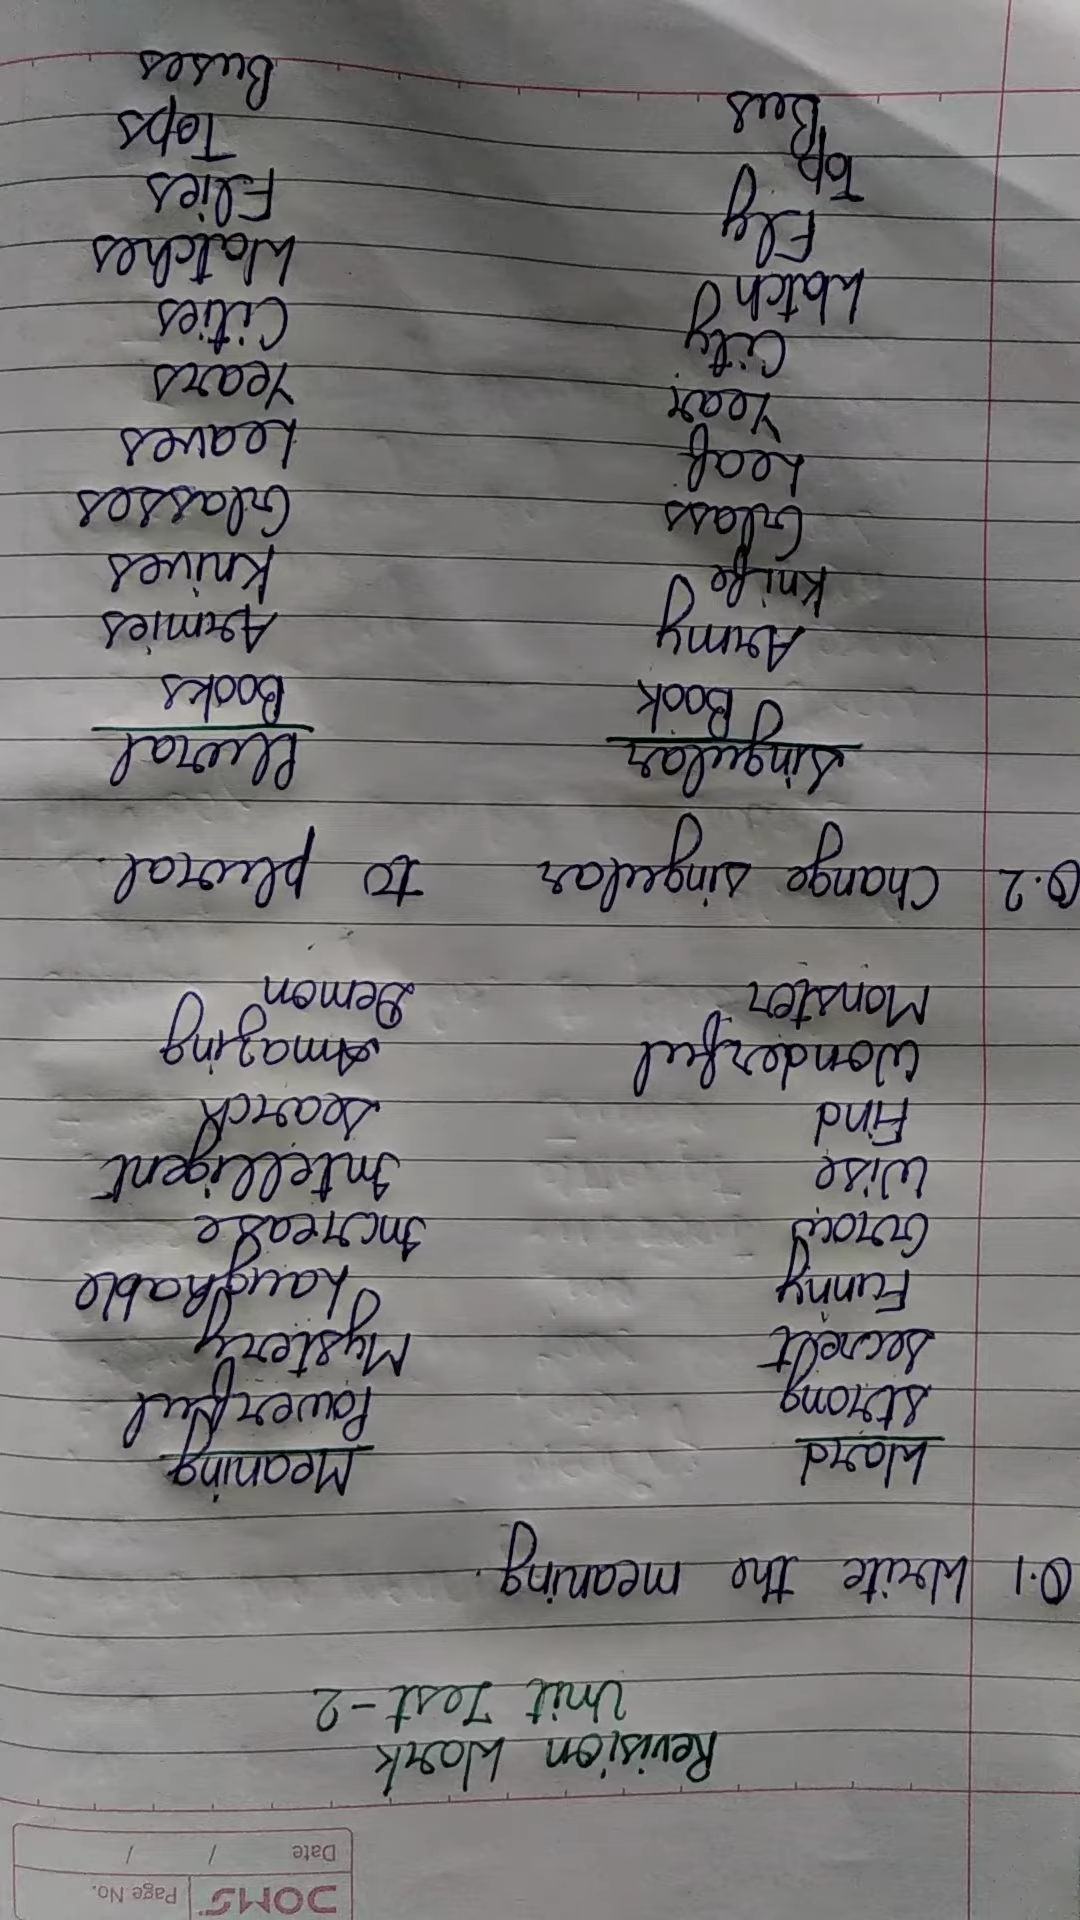 DOMS Page No.
Date / /
Revision Work
Unit Test-2
Q.1 Write the meaning.
Word Meaning
Strong Powerful
Secret Mystery
Funny Laughable
Grow Increase
Wise Intelligent
Find Search
Wonderful Amazing
Monster Demon
Q.2 Change singular to plural.
Singular Plural
Book Books
Army Armies
Knife Knives
Glass Glasses
Leaf Leaves
Year Years
City Cities
Watch Watches
Fly Flies
Top Tops
Bus Buses